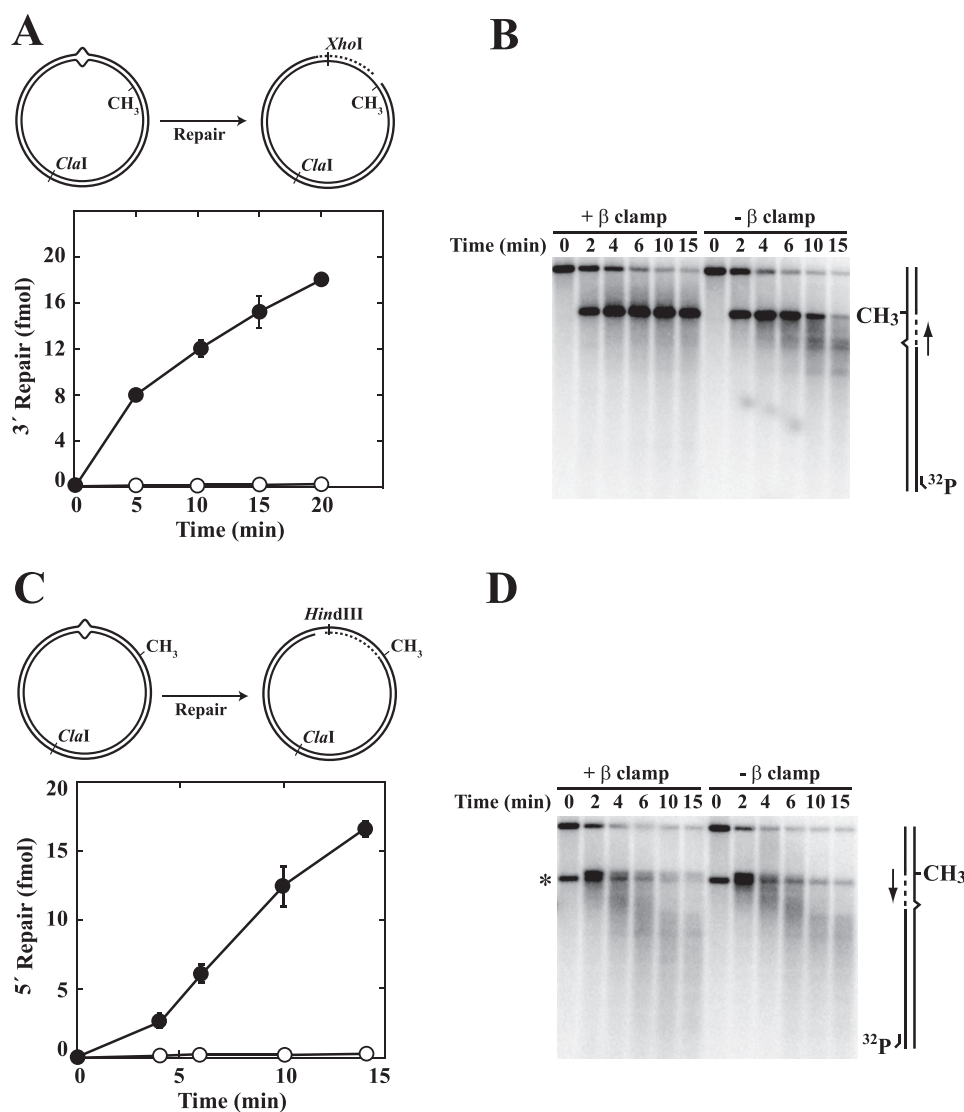 A
XhoI
CH3
CH3
Repair
ClaI
ClaI
20
16
12
8
4
0
3´ Repair (fmol)
0 5 10 15 20
Time (min)
B
+ β clamp - β clamp
Time (min) 0 2 4 6 10 15 0 2 4 6 10 15
CH3
32P
C
HindIII
CH3
CH3
Repair
ClaI
ClaI
20
15
10
5
0
5´ Repair (fmol)
0 5 10 15
Time (min)
D
+ β clamp - β clamp
Time (min) 0 2 4 6 10 15 0 2 4 6 10 15
*
CH3
32P